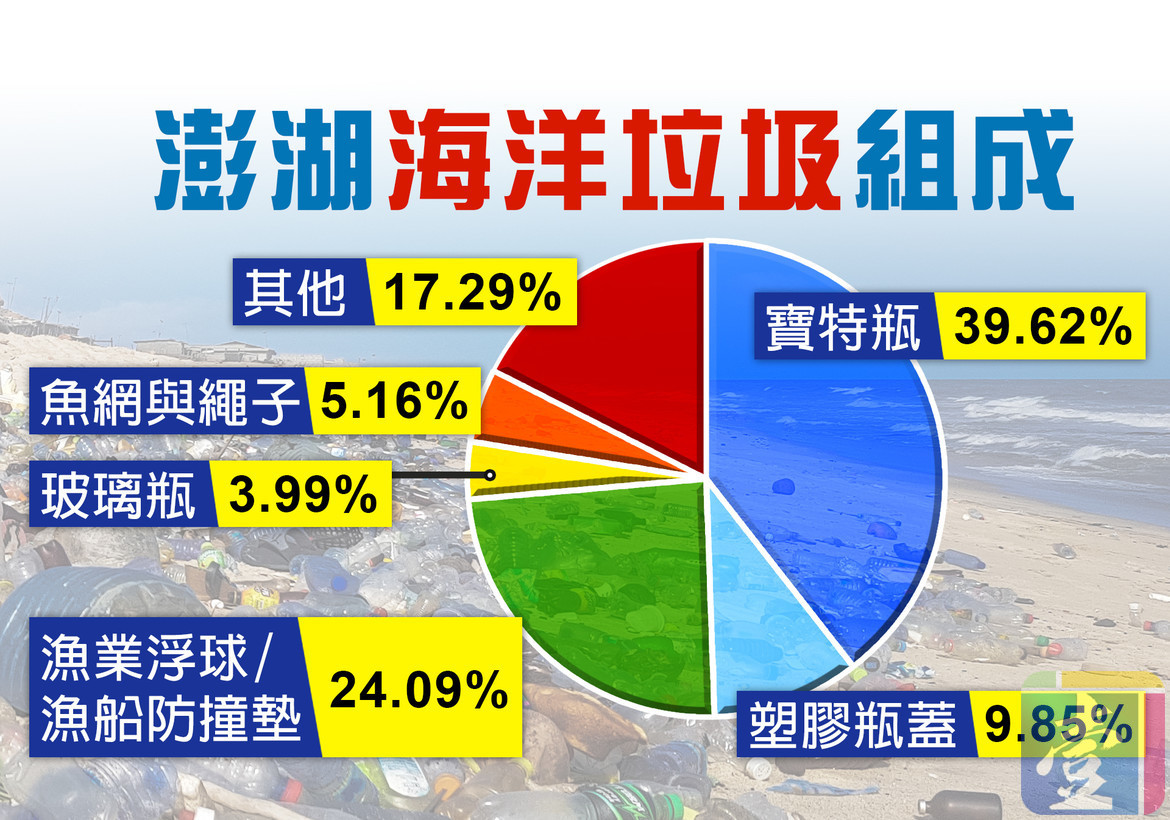 澎湖海洋垃圾組成
其他 17.29%
寶特瓶 39.62%
魚網與繩子 5.16%
玻璃瓶 3.99%
漁業浮球/
漁船防撞墊 24.09%
塑膠瓶蓋 9.85%